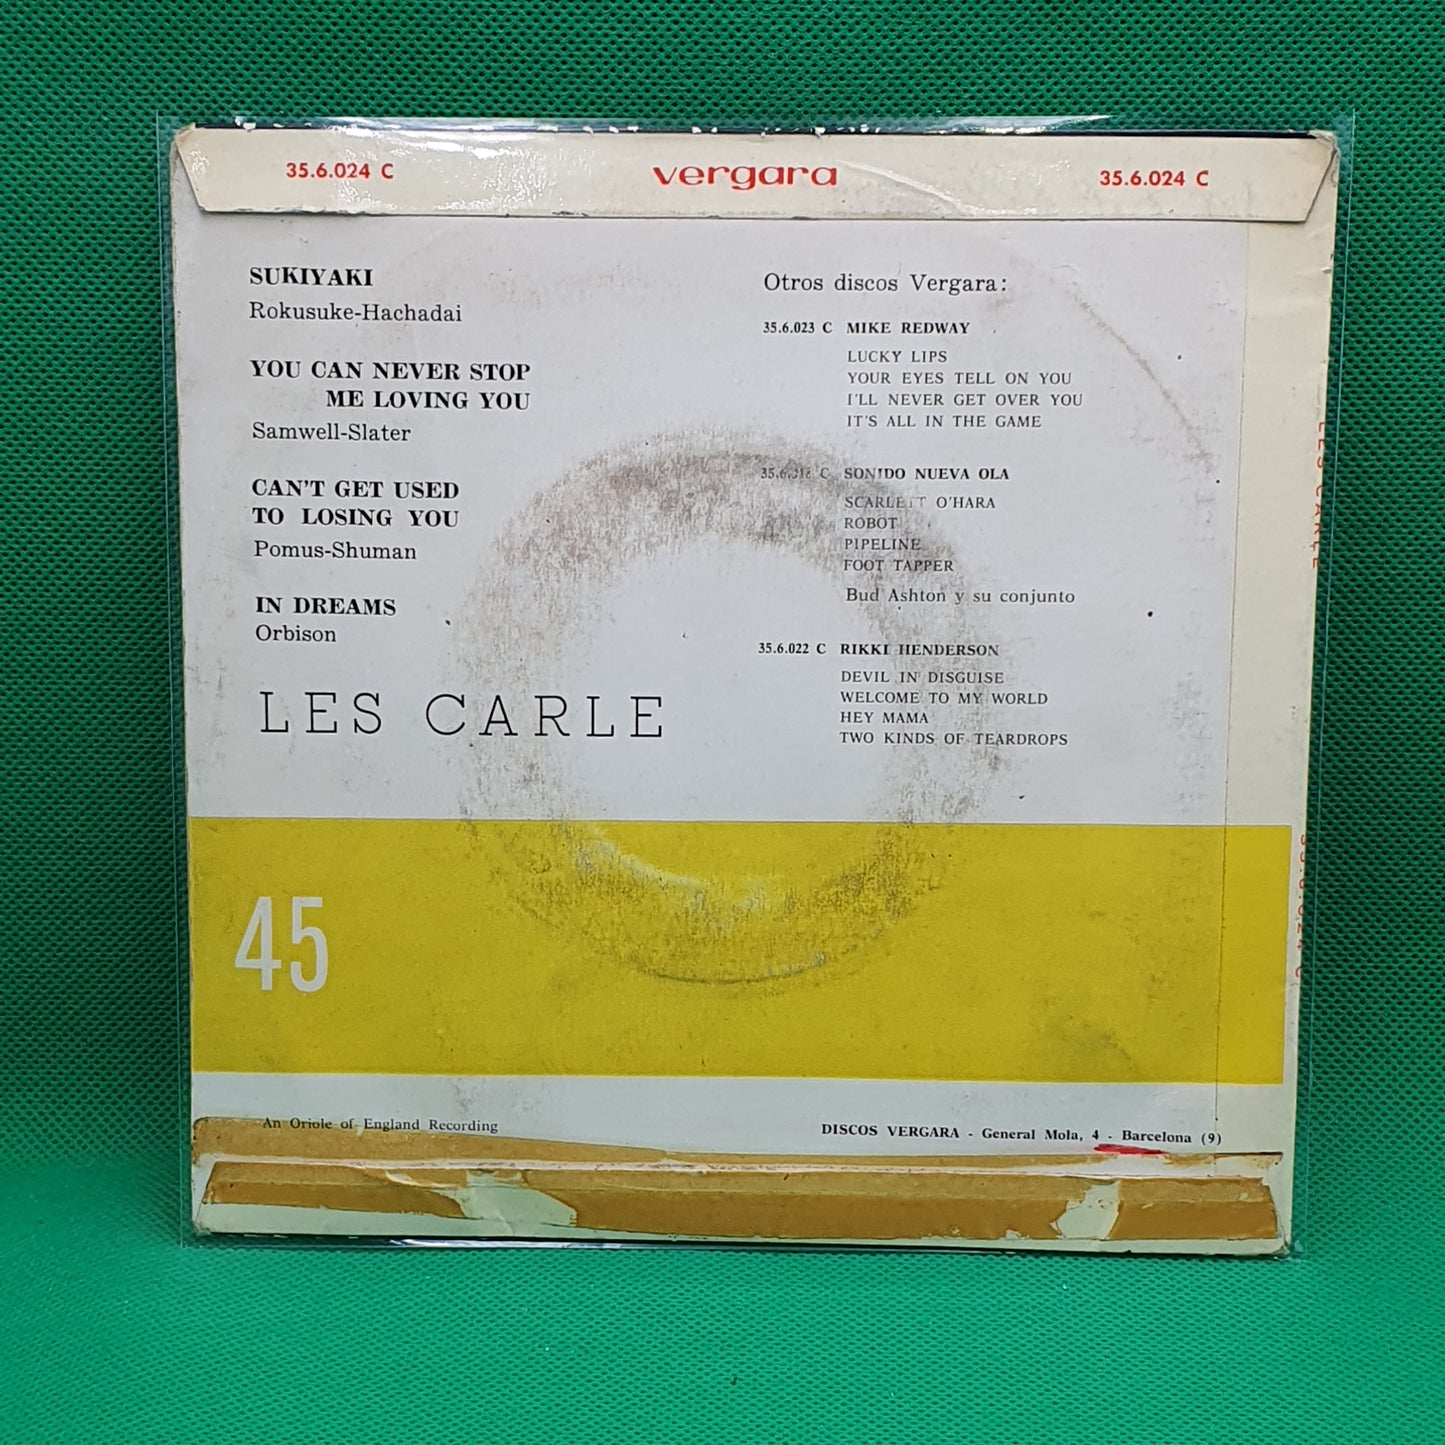 35.6.024 C vergara 35.6.024 C
SUKIYAKI
Rokusuke-Hachadai
YOU CAN NEVER STOP
ME LOVING YOU
Samwell-Slater
CAN'T GET USED
TO LOSING YOU
Pomus-Shuman
IN DREAMS
Orbison
LES CARLE
Otros discos Vergara:
35.6.023 C MIKE REDWAY
LUCKY LIPS
YOUR EYES TELL ON YOU
I'LL NEVER GET OVER YOU
IT'S ALL IN THE GAME
SONIDO NUEVA OLA
SCARLETT O'HARA
ROBOT
PIPELINE
FOOT TAPPER
Bud Ashton y su conjunto
35.6.022 C RIKKI HENDERSON
DEVIL IN DISGUISE
WELCOME TO MY WORLD
HEY MAMA
TWO KINDS OF TEARDROPS
45
An Oriole of England Recording
DISCOS VERGARA - General Mola, 4 - Barcelona (9)
LES CARLE
35.6.024 C